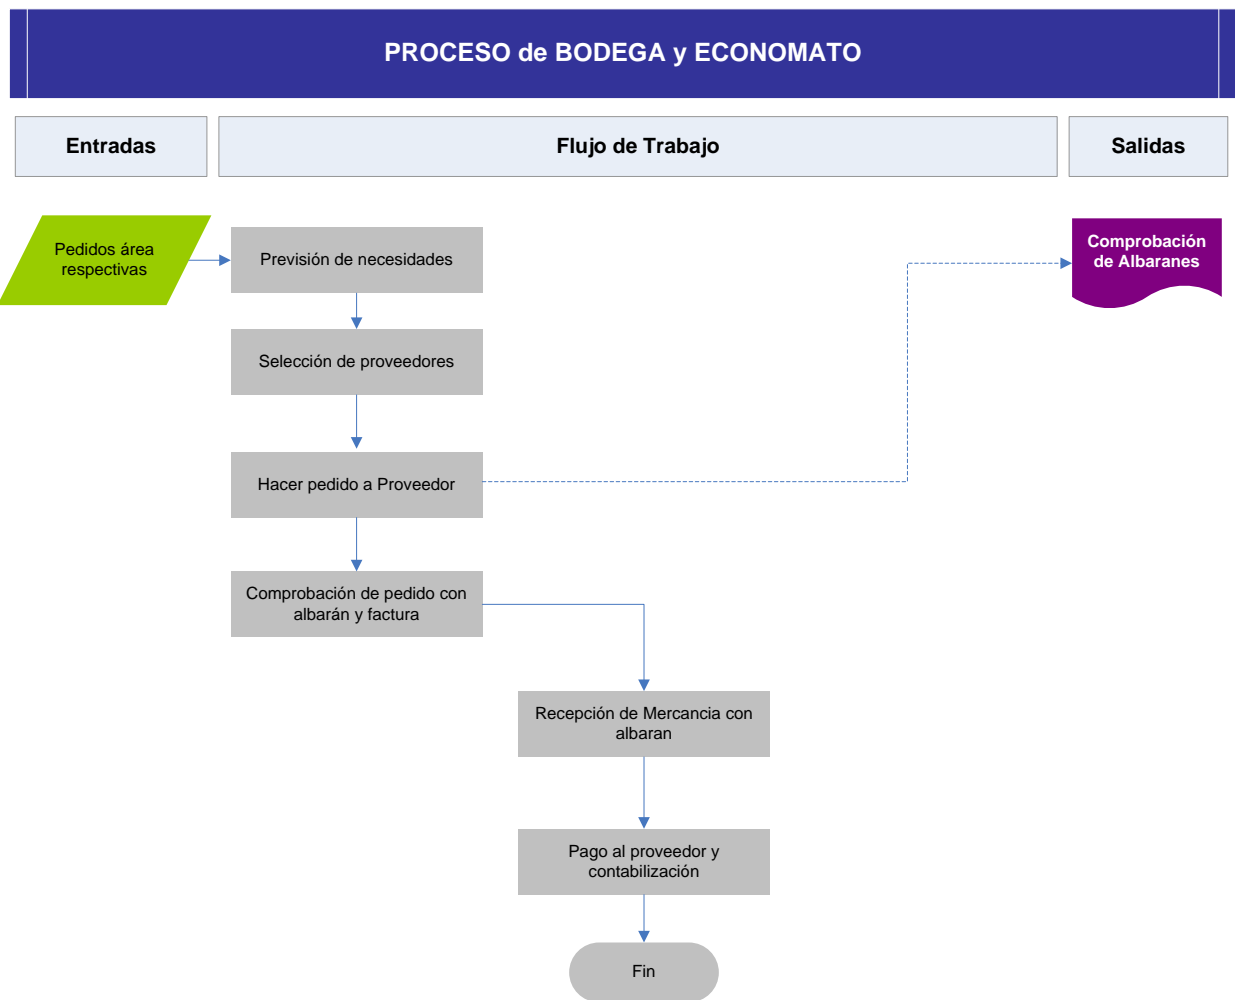 PROCESO de BODEGA y ECONOMATO
Entradas
Flujo de Trabajo
Salidas
Pedidos área
respectivas
Previsión de necesidades
Comprobación
de Albaranes
Selección de proveedores
Hacer pedido a Proveedor
Comprobación de pedido con
albarán y factura
Recepción de Mercancia con
albaran
Pago al proveedor y
contabilización
Fin